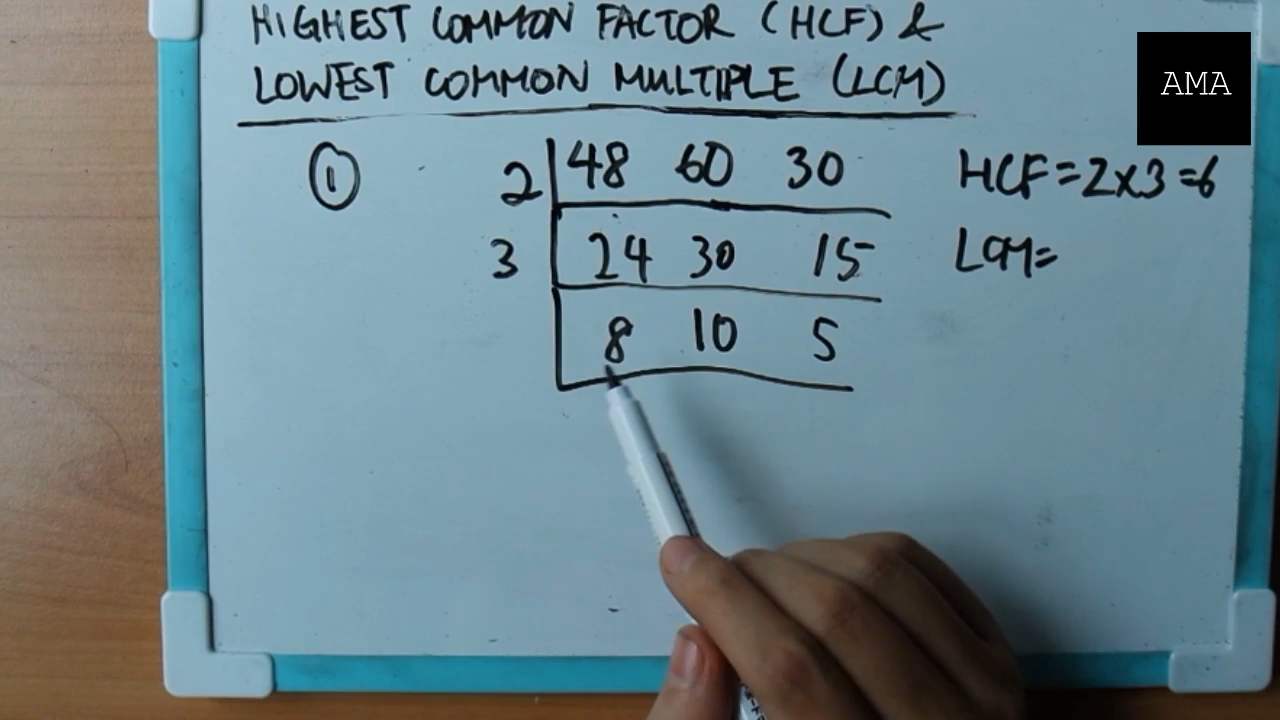 HIGHEST COMMON FACTOR (HCF) &
LOWEST COMMON MULTIPLE (LCM)
AMA
① 2 48 60 30 HCF=2x3=6
3 24 30 15 LCM=
8 10 5